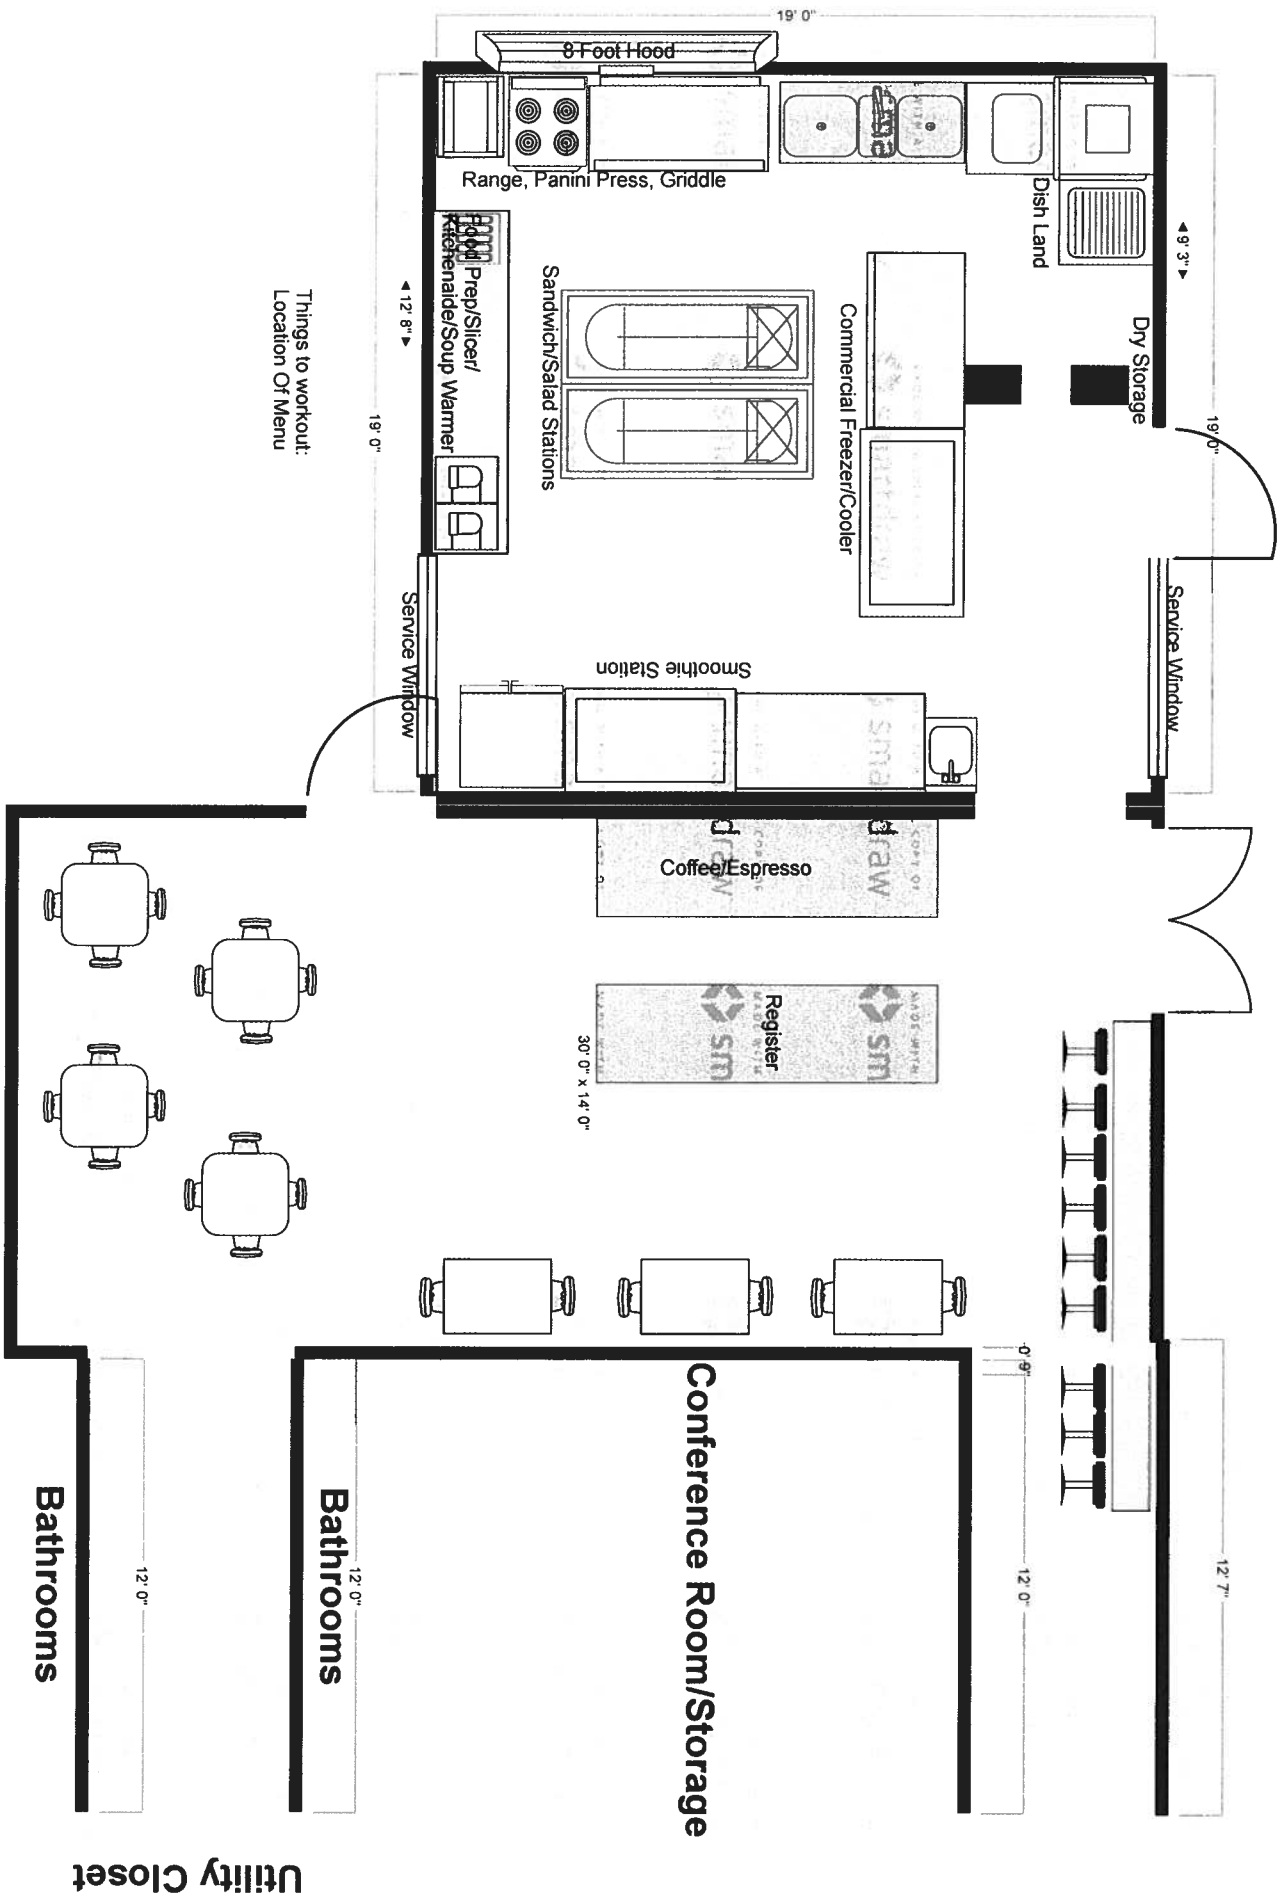 19' 0"
8 Foot Hood
Range, Panini Press, Griddle
Dish Land
◄ 9' 3" ►
Food Prep/Slicer/
Kitchenaide/Soup Warmer
◄ 12' 8" ►
Things to workout:
Location Of Menu
Sandwich/Salad Stations
Commercial Freezer/Cooler
Dry Storage
19' 0"
19' 0"
Service Window
Service Window
Smoothie Station
Coffee/Espresso
Register
30' 0" x 14' 0"
0' 9"
Conference Room/Storage
12' 0"
12' 7"
Bathrooms
12' 0"
Bathrooms
12' 0"
Utility Closet